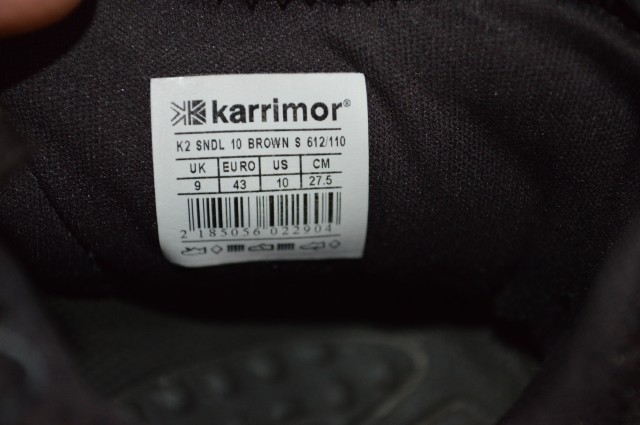 karrimor®
K2 SNDL 10 BROWN S 612/110
UK EURO US CM
9 43 10 27.5
2 185056 022904